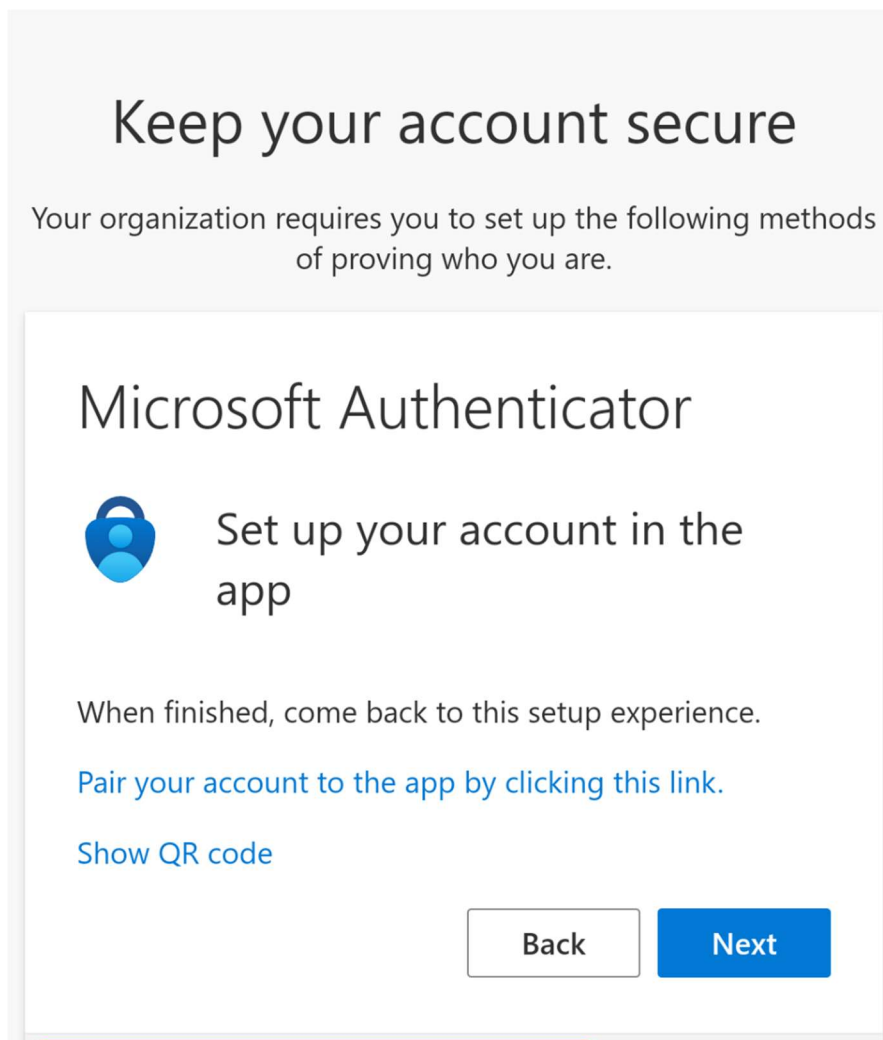 Keep your account secure
Your organization requires you to set up the following methods
of proving who you are.
Microsoft Authenticator
Set up your account in the
app
When finished, come back to this setup experience.
Pair your account to the app by clicking this link.
Show QR code
Back
Next